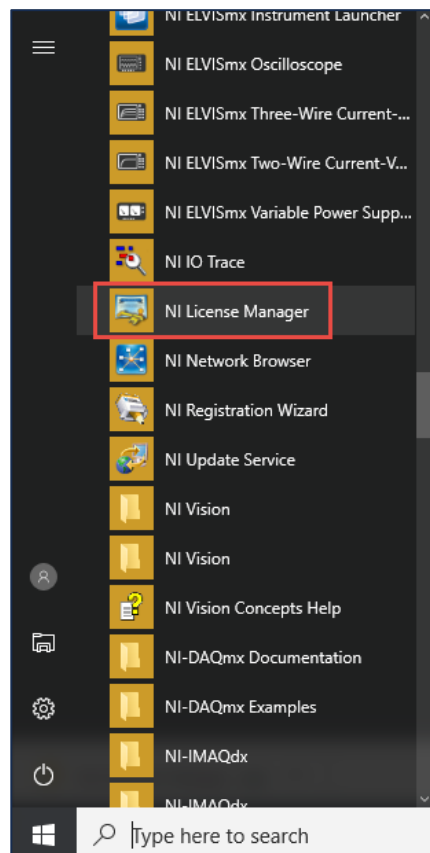 NI ELVISmx Instrument Launcher
NI ELVISmx Oscilloscope
NI ELVISmx Three-Wire Current-...
NI ELVISmx Two-Wire Current-V...
NI ELVISmx Variable Power Supp...
NI IO Trace
NI License Manager
NI Network Browser
NI Registration Wizard
NI Update Service
NI Vision
NI Vision
NI Vision Concepts Help
NI-DAQmx Documentation
NI-DAQmx Examples
NI-IMAQdx
NI-IMAQdx
Type here to search